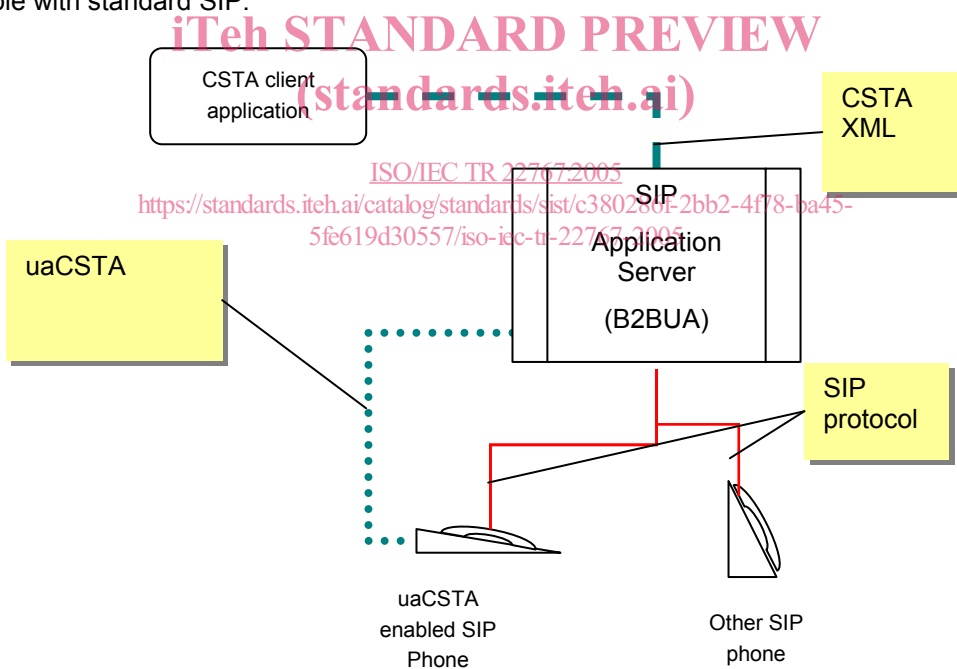 ple with standard SIP.
iTeh STANDARD PREVIEW
(standards.iteh.ai)
CSTA client
application
CSTA
XML
ISO/IEC TR 22767:2005
https://standards.iteh.ai/catalog/standards/sist/c380286f-2bb2-4f78-ba45-
5fe619d30557/iso-iec-tr-22767-2005
SIP
Application
Server
(B2BUA)
uaCSTA
SIP
protocol
uaCSTA
enabled SIP
Phone
Other SIP
phone